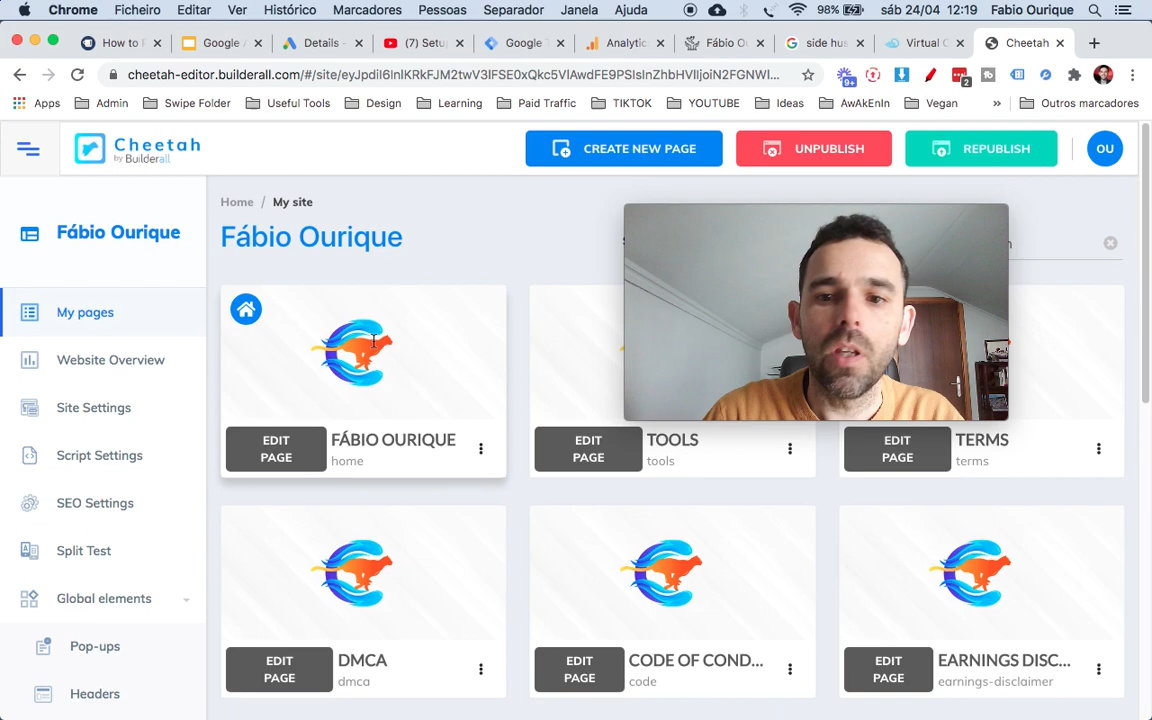 Chrome Ficheiro Editar Ver Histórico Marcadores Pessoas Separador Janela Ajuda 98% sáb 24/04 12:19 Fabio Ourique
How to F Google A Details - (7) Setu Google T Analytic Fábio O side hus Virtual C Cheetah
cheetah-editor.builderall.com/#/site/
9+ 2
Apps Admin Swipe Folder Useful Tools Design Learning Paid Traffic TIKTOK YOUTUBE Ideas AwAkEnIn Vegan » Outros marcadores
Cheetah
by Builderall
CREATE NEW PAGE UNPUBLISH REPUBLISH OU
Fábio Ourique
My pages
Website Overview
Site Settings
Script Settings
SEO Settings
Split Test
Global elements
Pop-ups
Headers
Home / My site
Fábio Ourique
EDIT PAGE
FÁBIO OURIQUE
home
EDIT PAGE
TOOLS
tools
EDIT PAGE
TERMS
terms
EDIT PAGE
DMCA
dmca
EDIT PAGE
CODE OF COND...
code
EDIT PAGE
EARNINGS DISC...
earnings-disclaimer